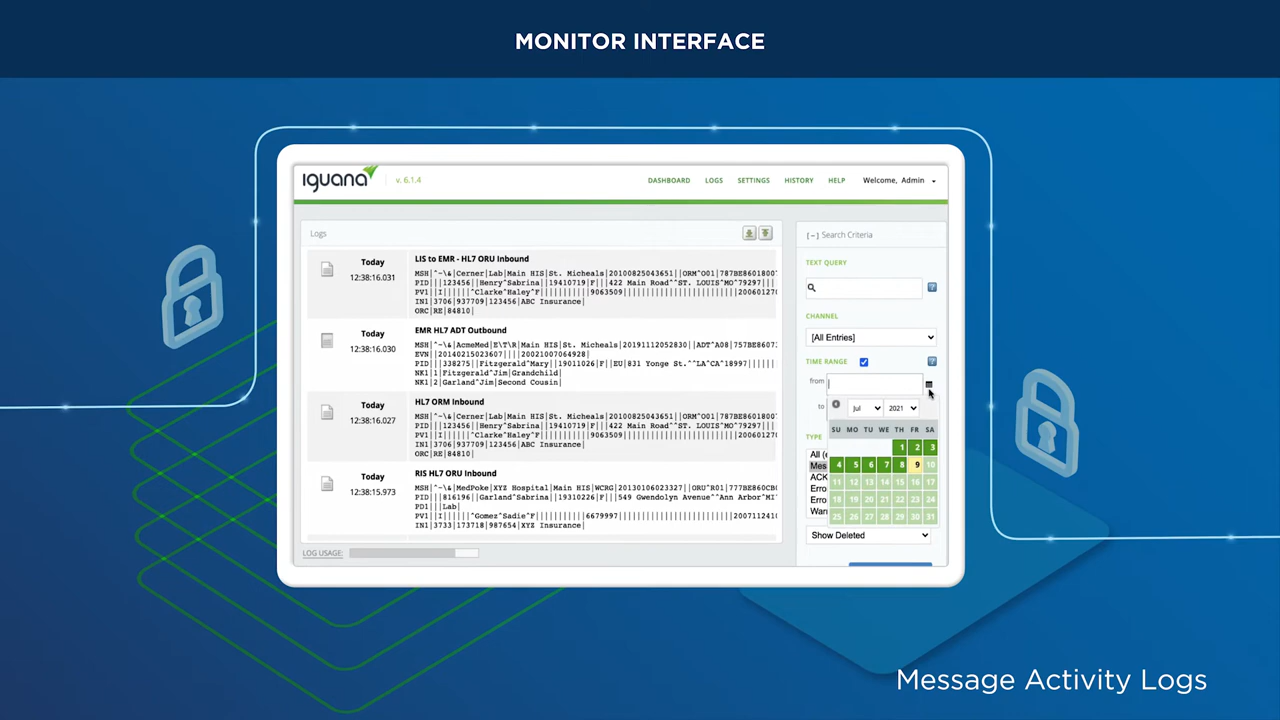 MONITOR INTERFACE
iguana
v. 6.1.4
DASHBOARD LOGS SETTINGS HISTORY HELP Welcome, Admin
Logs
Today
12:38:16.031
LIS to EMR - HL7 ORU Inbound
MSH|^~\&|Cerner|Lab|Main HIS|St. Micheals|20100825043651||ORM^O01|787BE8601800
PID|||123456||Henry^Sabrina||19410719|F|||422 Main Road^^ST. LOUIS^MO^79297|||
PV1||I||||||^Clarke^Haley^F|||||||||||9063509||||||||||||||||||||||||||200601270
IN1|3706|937709|123456|ABC Insurance|
ORC|RE|84810|
Today
12:38:16.030
EMR HL7 ADT Outbound
MSH|^~\&|AcmeMed|E\T\R|Main HIS|St. Micheals|20191112052830||ADT^A08|757BE86073
EVN||20140215023607||||20021007064928
PID|||338275||Fitzgerald^Mary||19011026|F||EU|831 Yonge St.^^LA^CA^18997|||||||
NK1|1|Fitzgerald^Jim|Grandchild|
NK1|2|Garland^Jim|Second Cousin|
Today
12:38:16.027
HL7 ORM Inbound
MSH|^~\&|Cerner|Lab|Main HIS|St. Micheals|20100825043651||ORM^O01|787BE8601800
PID|||123456||Henry^Sabrina||19410719|F|||422 Main Road^^ST. LOUIS^MO^79297|||
PV1||I||||||^Clarke^Haley^F|||||||||||9063509||||||||||||||||||||||||||200601270
IN1|3706|937709|123456|ABC Insurance|
ORC|RE|84810|
Today
12:38:15.973
RIS HL7 ORU Inbound
MSH|^~\&|MedPoke|XYZ Hospital|Main HIS|WCRG|20130106023327||ORU^R01|777BE860CB0
PID|||816196||Garland^Sabrina||19310226|F|||549 Gwendolyn Avenue^^Ann Arbor^MI^
PD1|||Lab|
PV1||I||||||^Gomez^Sadie^F|||||||||||6679997||||||||||||||||||||||||||2007112410
IN1|3733|173718|987654|XYZ Insurance|
LOG USAGE:
[−] Search Criteria
TEXT QUERY
CHANNEL
[All Entries]
TIME RANGE
from
to
Jul 2021
SU MO TU WE TH FR SA
1 2 3
4 5 6 7 8 9 10
11 12 13 14 15 16 17
18 19 20 21 22 23 24
25 26 27 28 29 30 31
TYPE
All (e
Mes
ACK
Erro
Erro
War
Show Deleted
Message Activity Logs